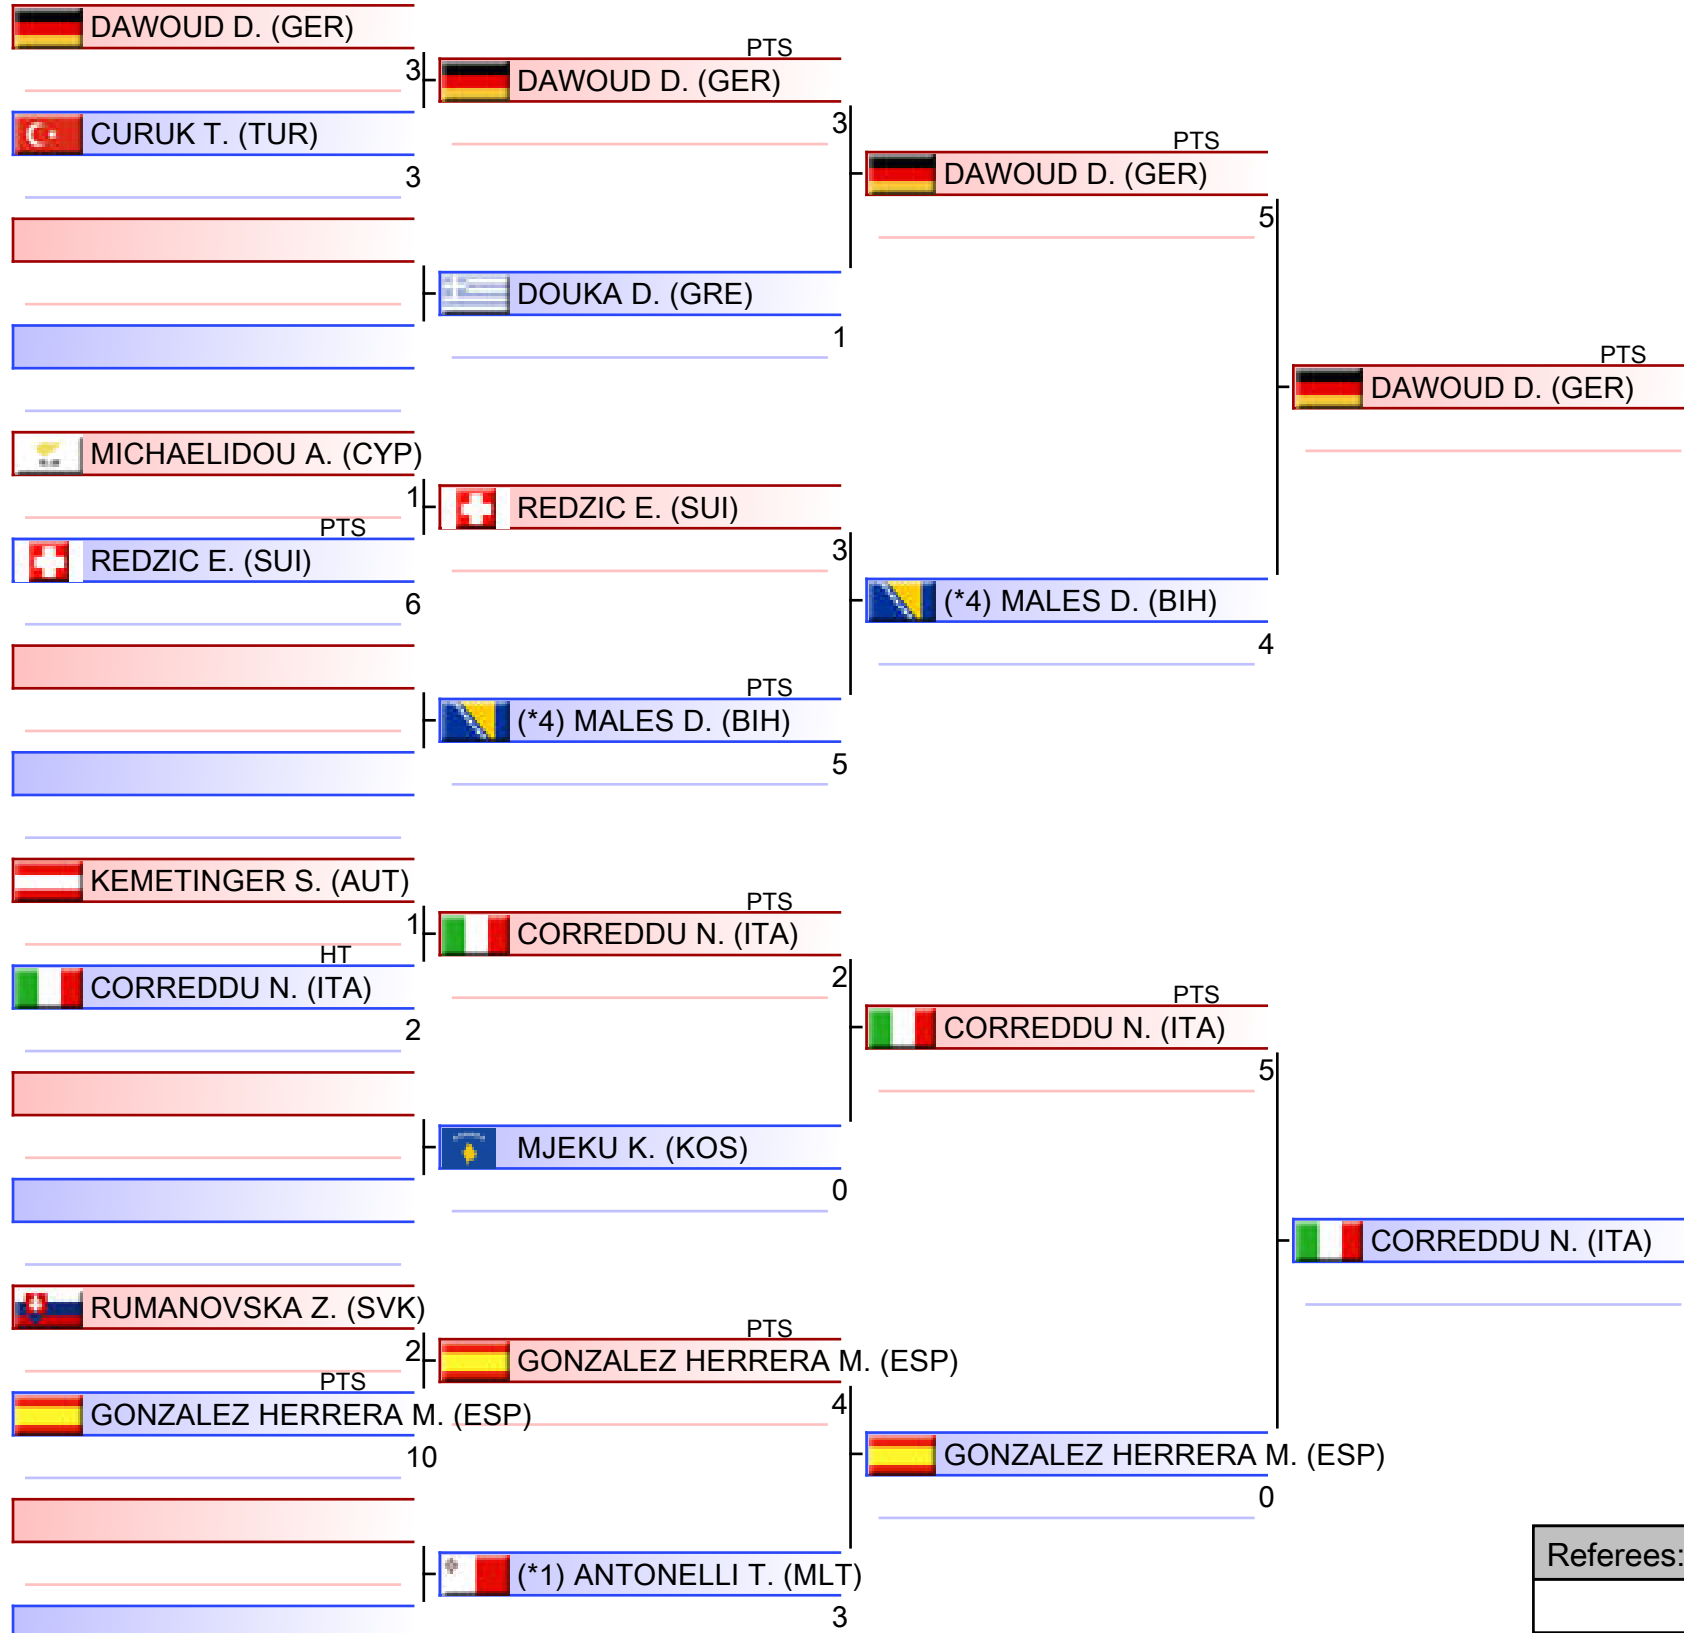 DAWOUD D. (GER)
3
CURUK T. (TUR)
3
MICHAELIDOU A. (CYP)
1
PTS
REDZIC E. (SUI)
6
KEMETINGER S. (AUT)
1
HT
CORREDDU N. (ITA)
2
RUMANOVSKA Z. (SVK)
2
PTS
GONZALEZ HERRERA M. (ESP)
10
PTS
DAWOUD D. (GER)
3
DOUKA D. (GRE)
1
REDZIC E. (SUI)
3
PTS
(*4) MALES D. (BIH)
5
PTS
CORREDDU N. (ITA)
2
MJEKU K. (KOS)
0
PTS
GONZALEZ HERRERA M. (ESP)
4
(*1) ANTONELLI T. (MLT)
3
PTS
DAWOUD D. (GER)
5
(*4) MALES D. (BIH)
4
PTS
CORREDDU N. (ITA)
5
GONZALEZ HERRERA M. (ESP)
0
PTS
DAWOUD D. (GER)
CORREDDU N. (ITA)
Referees: